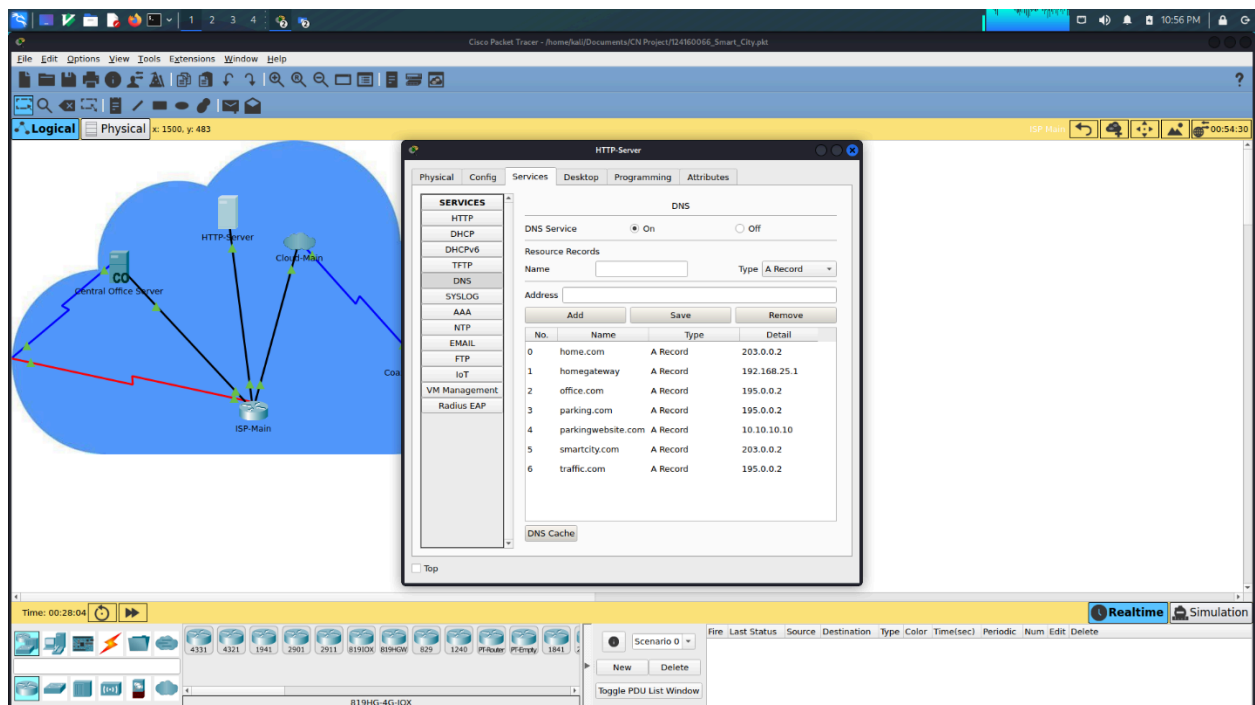 1 2 3 4
10:56 PM
Cisco Packet Tracer - /home/kali/Documents/CN Project/124160066_Smart_City.pkt
File Edit Options View Tools Extensions Window Help
?
Logical Physical x: 1500, y: 483
ISP Main
00:54:30
HTTP-Server
Cloud-Main
CO
Central Office Server
Coa
ISP-Main
HTTP-Server
Physical Config Services Desktop Programming Attributes
SERVICES
HTTP
DHCP
DHCPv6
TFTP
DNS
SYSLOG
AAA
NTP
EMAIL
FTP
IoT
VM Management
Radius EAP
DNS
DNS Service On Off
Resource Records
Name Type A Record
Address
Add Save Remove
No. Name Type Detail
0 home.com A Record 203.0.0.2
1 homegateway A Record 192.168.25.1
2 office.com A Record 195.0.0.2
3 parking.com A Record 195.0.0.2
4 parkingwebsite.com A Record 10.10.10.10
5 smartcity.com A Record 203.0.0.2
6 traffic.com A Record 195.0.0.2
DNS Cache
Top
Time: 00:28:04
Realtime Simulation
4331 4321 1941 2901 2911 819IOX 819HGW 829 1240 PT-Router PT-Empty 1841 2
819HG-4G-IOX
Scenario 0
New Delete
Toggle PDU List Window
Fire Last Status Source Destination Type Color Time(sec) Periodic Num Edit Delete